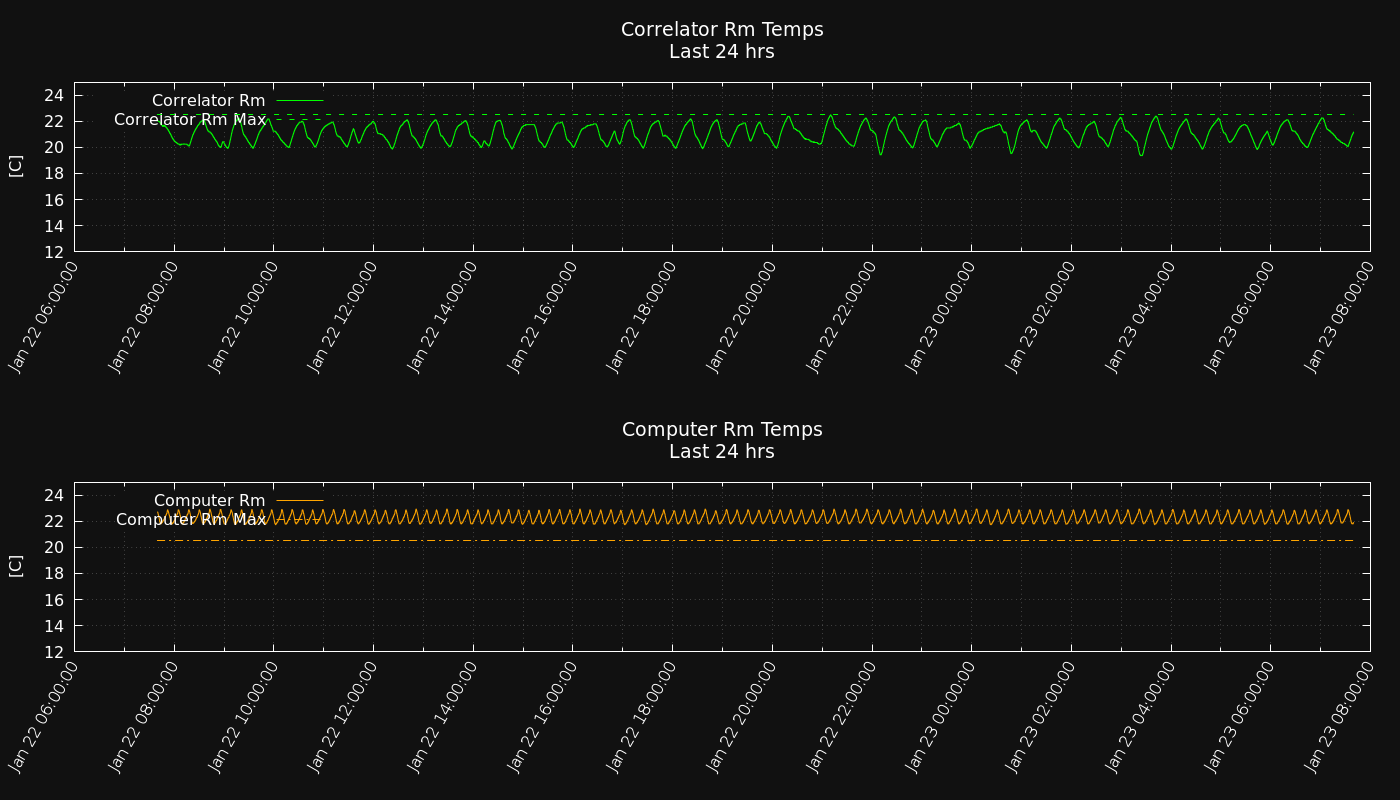 Correlator Rm Temps
Last 24 hrs
Correlator Rm
Correlator Rm Max
24
22
20
18
16
14
12
[C]
Jan 22 06:00:00
Jan 22 08:00:00
Jan 22 10:00:00
Jan 22 12:00:00
Jan 22 14:00:00
Jan 22 16:00:00
Jan 22 18:00:00
Jan 22 20:00:00
Jan 22 22:00:00
Jan 23 00:00:00
Jan 23 02:00:00
Jan 23 04:00:00
Jan 23 06:00:00
Jan 23 08:00:00
Computer Rm Temps
Last 24 hrs
Computer Rm
Computer Rm Max
24
22
20
18
16
14
12
[C]
Jan 22 06:00:00
Jan 22 08:00:00
Jan 22 10:00:00
Jan 22 12:00:00
Jan 22 14:00:00
Jan 22 16:00:00
Jan 22 18:00:00
Jan 22 20:00:00
Jan 22 22:00:00
Jan 23 00:00:00
Jan 23 02:00:00
Jan 23 04:00:00
Jan 23 06:00:00
Jan 23 08:00:00